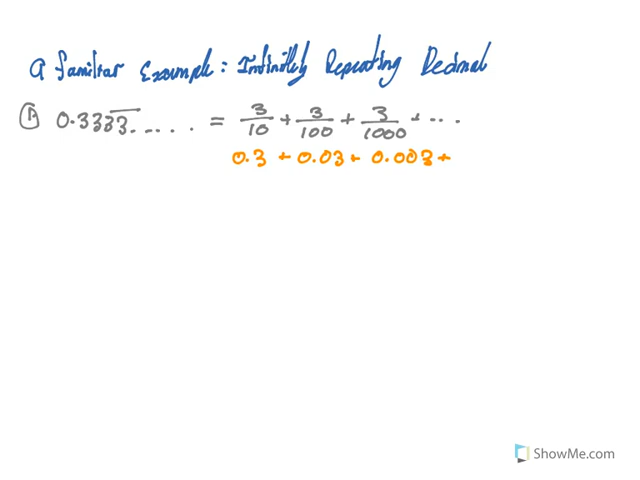 A familiar Example: Infinitely Repeating Decimal
① 0.3333..... = 3/10 + 3/100 + 3/1000 + ....
0.3 + 0.03 + 0.003 +
ShowMe.com